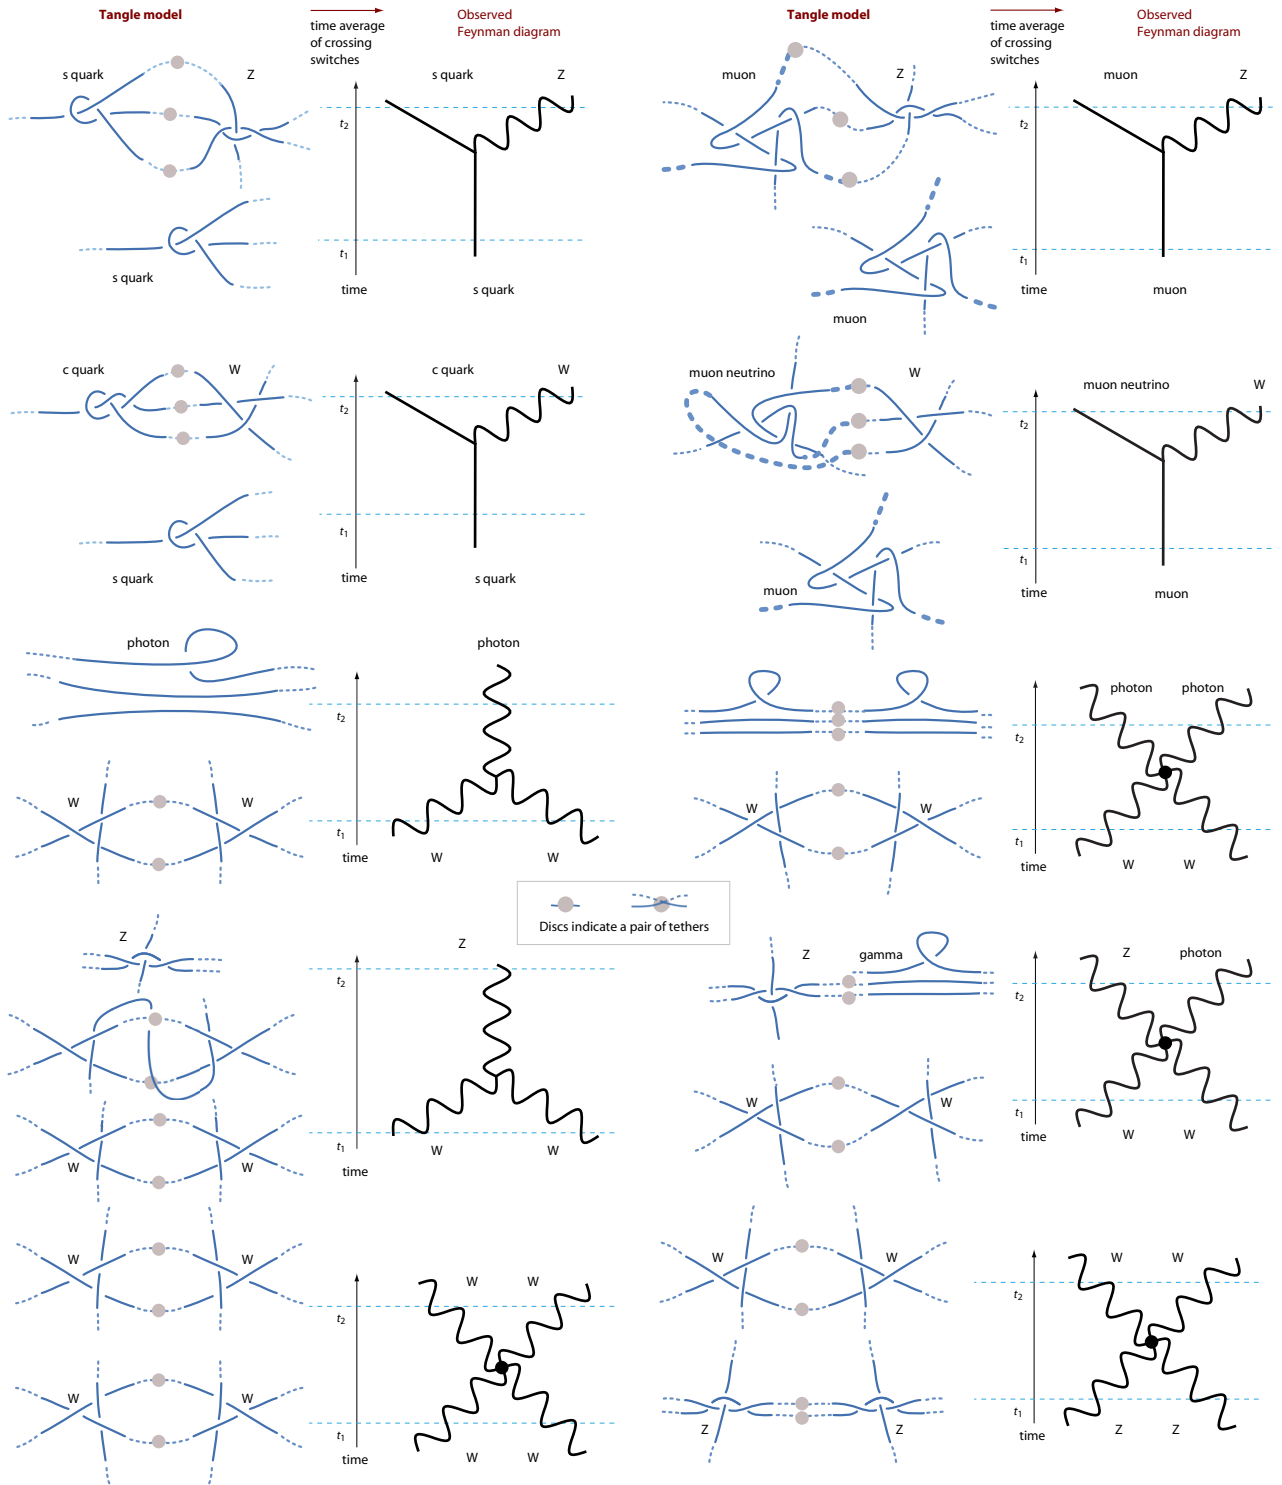 Tangle model
time average
of crossing
switches
Observed
Feynman diagram
s quark
Z
s quark
Z
t2
s quark
t1
time
s quark
Tangle model
time average
of crossing
switches
Observed
Feynman diagram
muon
Z
muon
Z
t2
muon
t1
time
muon
c quark
W
c quark
W
t2
s quark
t1
time
s quark
muon neutrino
W
muon neutrino
W
t2
muon
t1
time
muon
photon
photon
t2
W
W
t1
time
W
W
photon
photon
t2
W
W
t1
time
W
W
Discs indicate a pair of tethers
Z
Z
t2
W
W
t1
time
W
W
Z
gamma
Z
photon
t2
W
W
t1
time
W
W
W
W
W
W
t2
W
W
t1
time
W
W
W
W
W
W
t2
Z
Z
t1
time
Z
Z